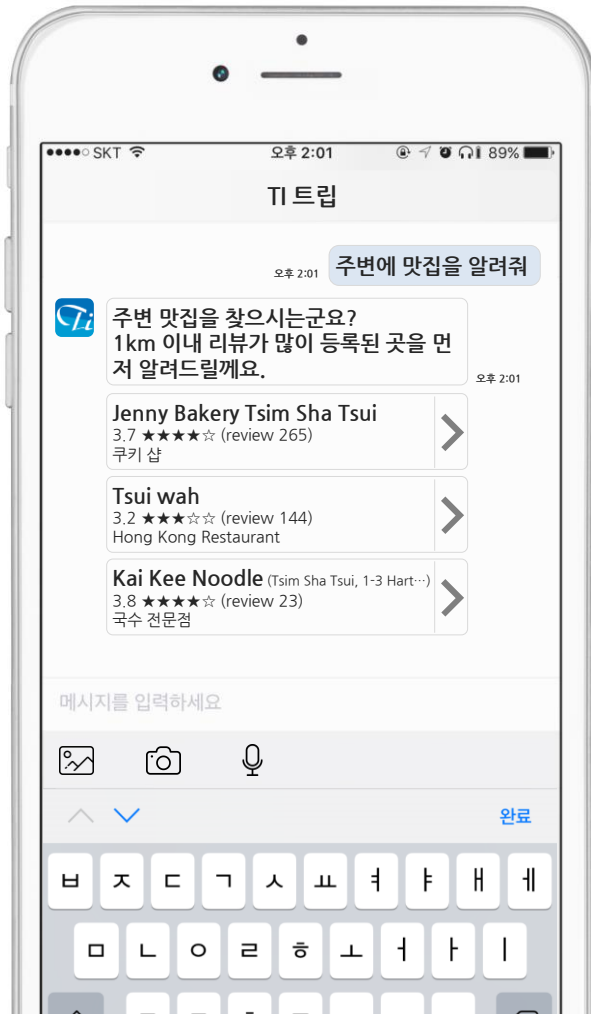 SKT 오후 2:01 89%
TI 트립
오후 2:01 주변에 맛집을 알려줘
Ti
주변 맛집을 찾으시는군요?
1km 이내 리뷰가 많이 등록된 곳을 먼
저 알려드릴께요.
오후 2:01
Jenny Bakery Tsim Sha Tsui
3.7 ★★★★☆ (review 265)
쿠키 샵
Tsui wah
3.2 ★★★☆☆ (review 144)
Hong Kong Restaurant
Kai Kee Noodle (Tsim Sha Tsui, 1-3 Hart…)
3.8 ★★★★☆ (review 23)
국수 전문점
메시지를 입력하세요
완료
ㅂ ㅈ ㄷ ㄱ ㅅ ㅛ ㅕ ㅑ ㅐ ㅔ
ㅁ ㄴ ㅇ ㄹ ㅎ ㅗ ㅓ ㅏ ㅣ